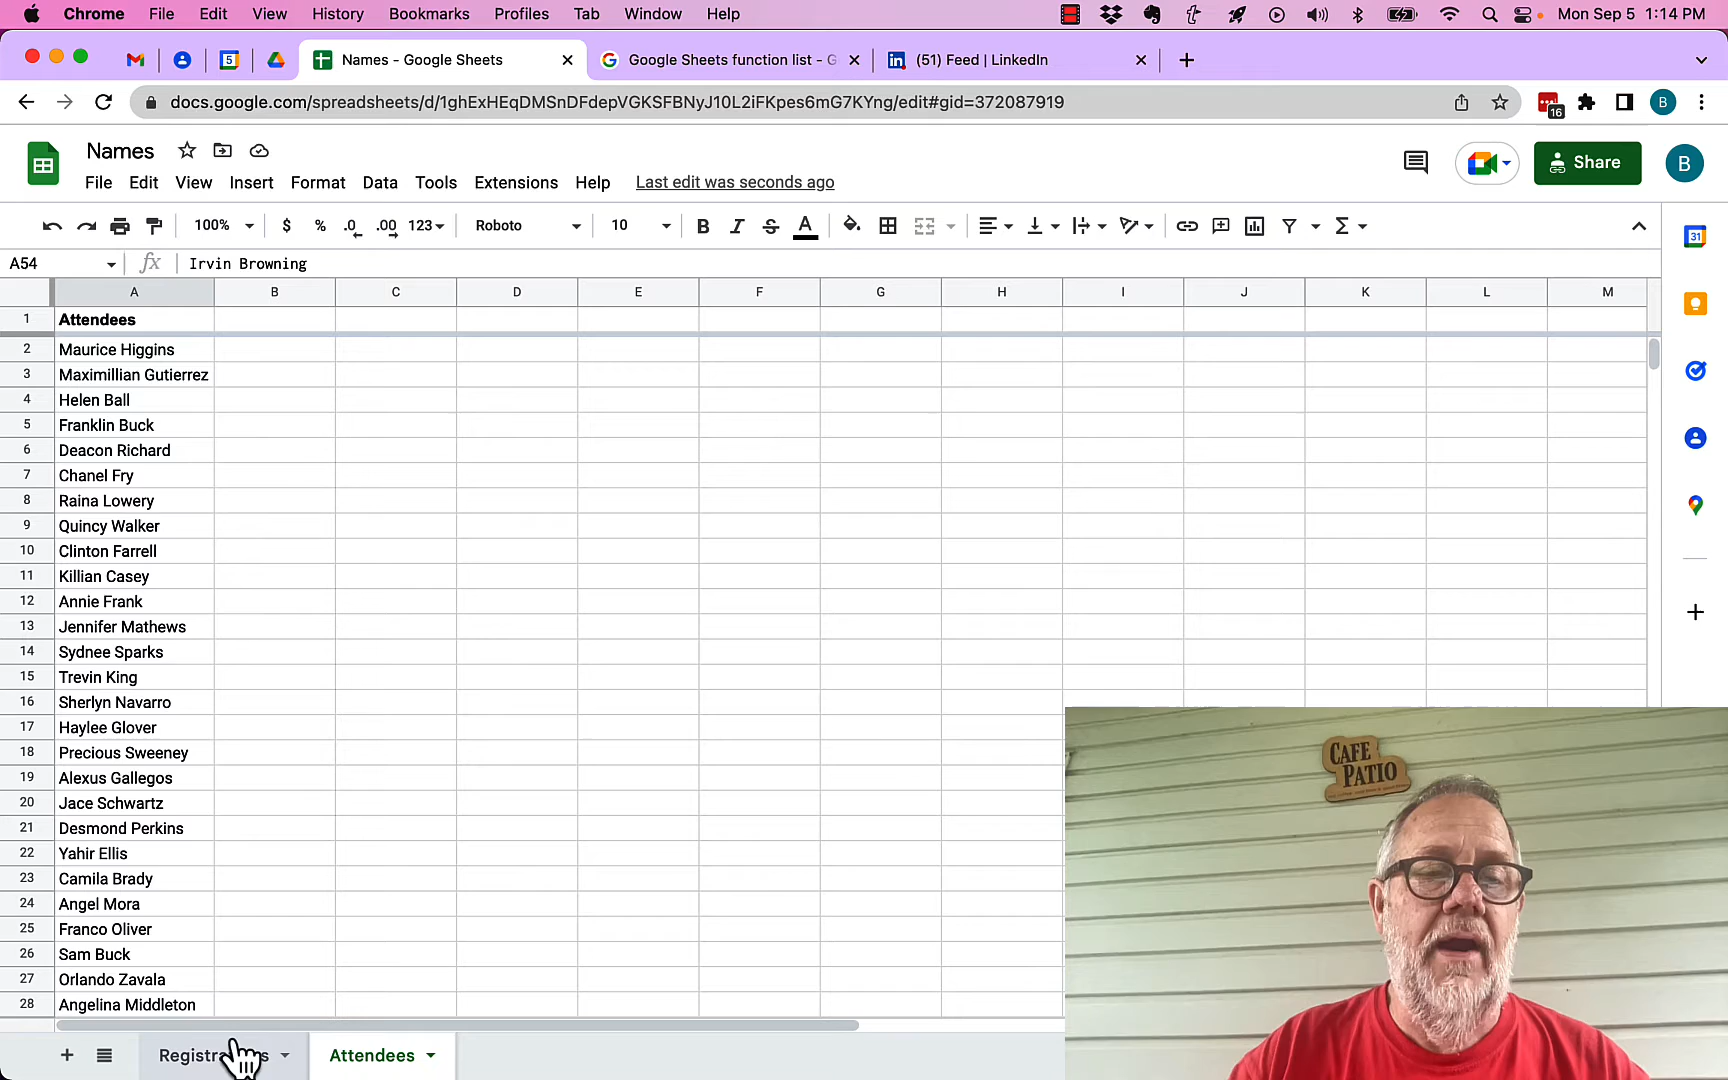 Chrome File Edit View History Bookmarks Profiles Tab Window Help Mon Sep 5 1:14 PM
5 Names - Google Sheets Google Sheets function list - G (51) Feed | LinkedIn
docs.google.com/spreadsheets/d/1ghExHEqDMSnDFdepVGKSFBNyJ10L2iFKpes6mG7KYng/edit#gid=372087919 16 B
Names Share B
File Edit View Insert Format Data Tools Extensions Help Last edit was seconds ago
100% $ % .0 .00 123 Roboto 10 B I S A Σ
31
A54 fx Irvin Browning
A B C D E F G H I J K L M
1 Attendees
2 Maurice Higgins
3 Maximillian Gutierrez
4 Helen Ball
5 Franklin Buck
6 Deacon Richard
7 Chanel Fry
8 Raina Lowery
9 Quincy Walker
10 Clinton Farrell
11 Killian Casey
12 Annie Frank
13 Jennifer Mathews
14 Sydnee Sparks
15 Trevin King
16 Sherlyn Navarro
17 Haylee Glover
18 Precious Sweeney
19 Alexus Gallegos
20 Jace Schwartz
21 Desmond Perkins
22 Yahir Ellis
23 Camila Brady
24 Angel Mora
25 Franco Oliver
26 Sam Buck
27 Orlando Zavala
28 Angelina Middleton
CAFE
PATIO
Attendees